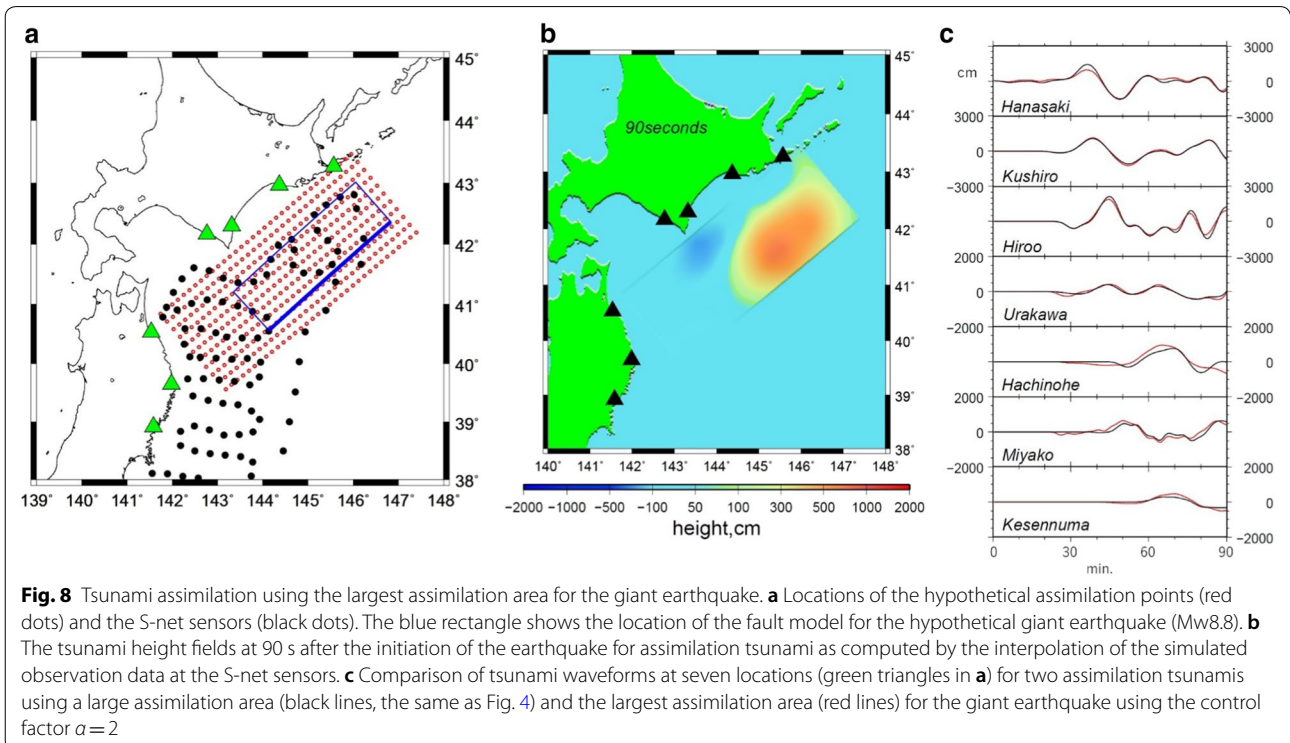 a
45°
44°
43°
42°
41°
40°
39°
38°
139° 140° 141° 142° 143° 144° 145° 146° 147° 148°
b
45°
44°
43°
42°
41°
40°
39°
38°
90seconds
140° 141° 142° 143° 144° 145° 146° 147° 148°
−2000 −1000 −500 −100 50 100 300 500 1000 2000
height,cm
c
3000
cm
0
Hanasaki
−3000
3000
0
Kushiro
−3000
3000
0
Hiroo
−3000
2000
0
Urakawa
−2000
2000
0
Hachinohe
−2000
2000
0
Miyako
−2000
2000
0
Kesennuma
−2000
0 30 60 90
min.
Fig. 8 Tsunami assimilation using the largest assimilation area for the giant earthquake. a Locations of the hypothetical assimilation points (red
dots) and the S-net sensors (black dots). The blue rectangle shows the location of the fault model for the hypothetical giant earthquake (Mw8.8). b
The tsunami height fields at 90 s after the initiation of the earthquake for assimilation tsunami as computed by the interpolation of the simulated
observation data at the S-net sensors. c Comparison of tsunami waveforms at seven locations (green triangles in a) for two assimilation tsunamis
using a large assimilation area (black lines, the same as Fig. 4) and the largest assimilation area (red lines) for the giant earthquake using the control
factor α = 2